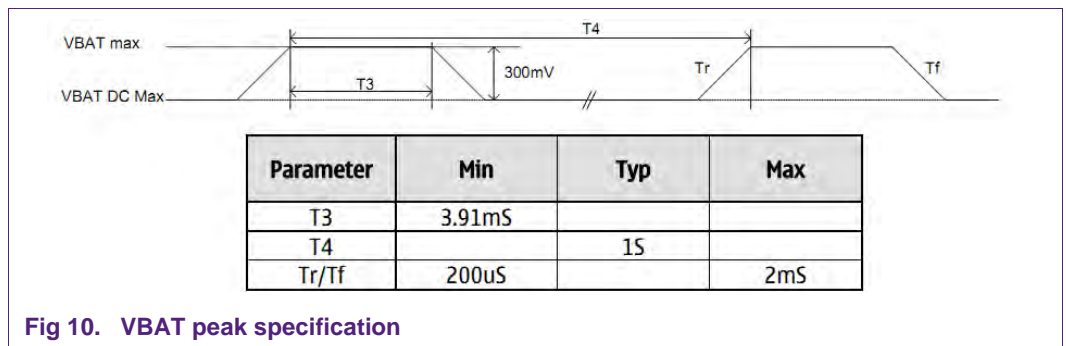 T4
VBAT max
300mV
Tr
Tf
T3
VBAT DC Max
Parameter Min Typ Max
T3 3.91mS
T4 1S
Tr/Tf 200uS 2mS
Fig 10. VBAT peak specification